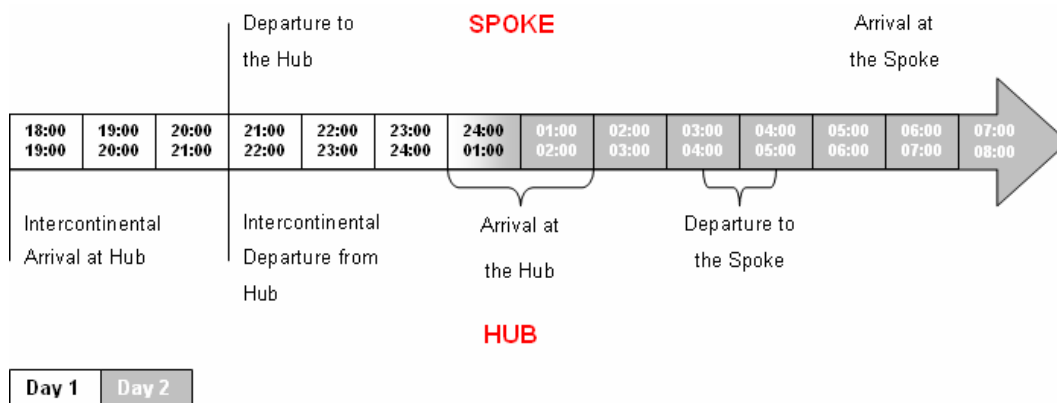 Departure to
the Hub
SPOKE
Arrival at
the Spoke
18:00 19:00 20:00 21:00 22:00 23:00 24:00 01:00 02:00 03:00 04:00 05:00 06:00 07:00
19:00 20:00 21:00 22:00 23:00 24:00 01:00 02:00 03:00 04:00 05:00 06:00 07:00 08:00
Intercontinental
Arrival at Hub
Intercontinental
Departure from
Hub
Arrival at
the Hub
Departure to
the Spoke
HUB
Day 1 Day 2